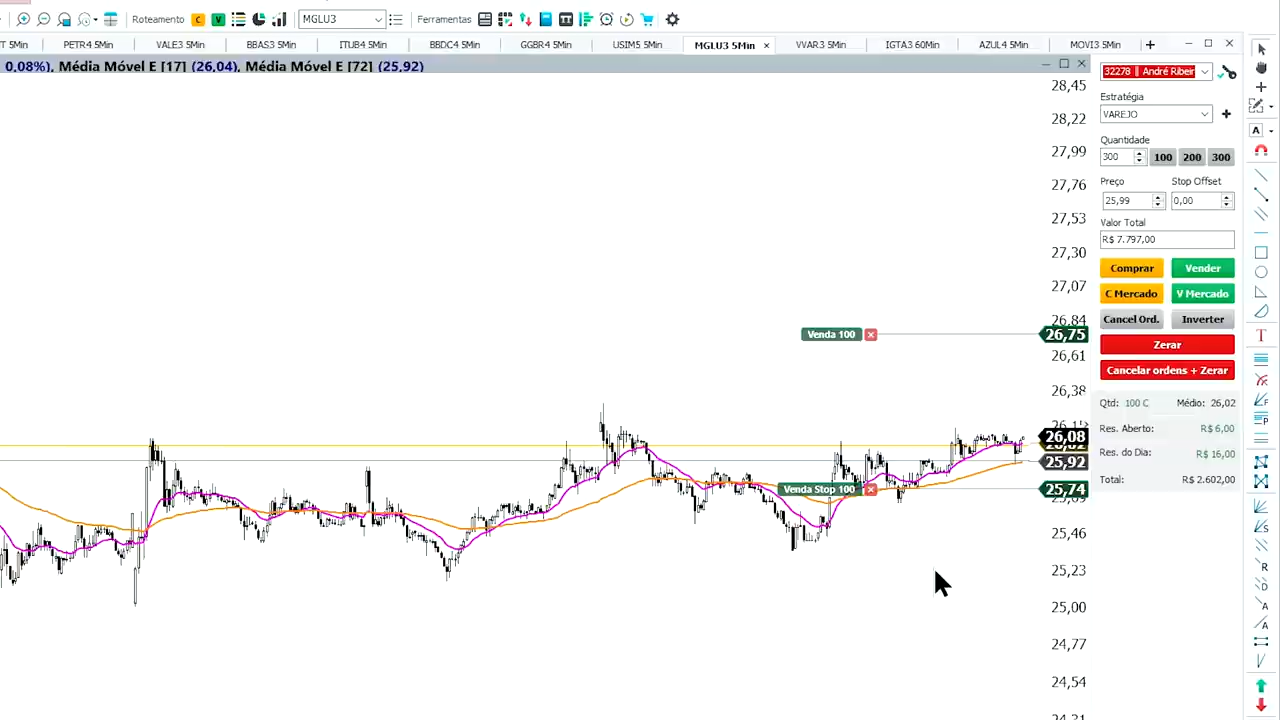 Roteamento C V MGLU3 Ferramentas
T 5Min PETR4 5Min VALE3 5Min BBAS3 5Min ITUB4 5Min BBDC4 5Min GGBR4 5Min USIM5 5Min MGLU3 5Min × VVAR3 5Min IGTA3 60Min AZUL4 5Min MOVI3 5Min +
0,08%), Média Móvel E [17] (26,04), Média Móvel E [72] (25,92)
28,45
28,22
27,99
27,76
27,53
27,30
27,07
26,84
Venda 100 26,75
26,61
26,38
26,08
25,92
Venda Stop 100 25,74
25,46
25,23
25,00
24,77
24,54
24,31
32278 | André Ribeir
Estratégia
VAREJO
Quantidade
300 100 200 300
Preço Stop Offset
25,99 0,00
Valor Total
R$ 7.797,00
Comprar Vender
C Mercado V Mercado
Cancel Ord. Inverter
Zerar
Cancelar ordens + Zerar
Qtd: 100 C Médio: 26,02
Res. Aberto: R$ 6,00
Res. do Dia: R$ 16,00
Total: R$ 2.602,00